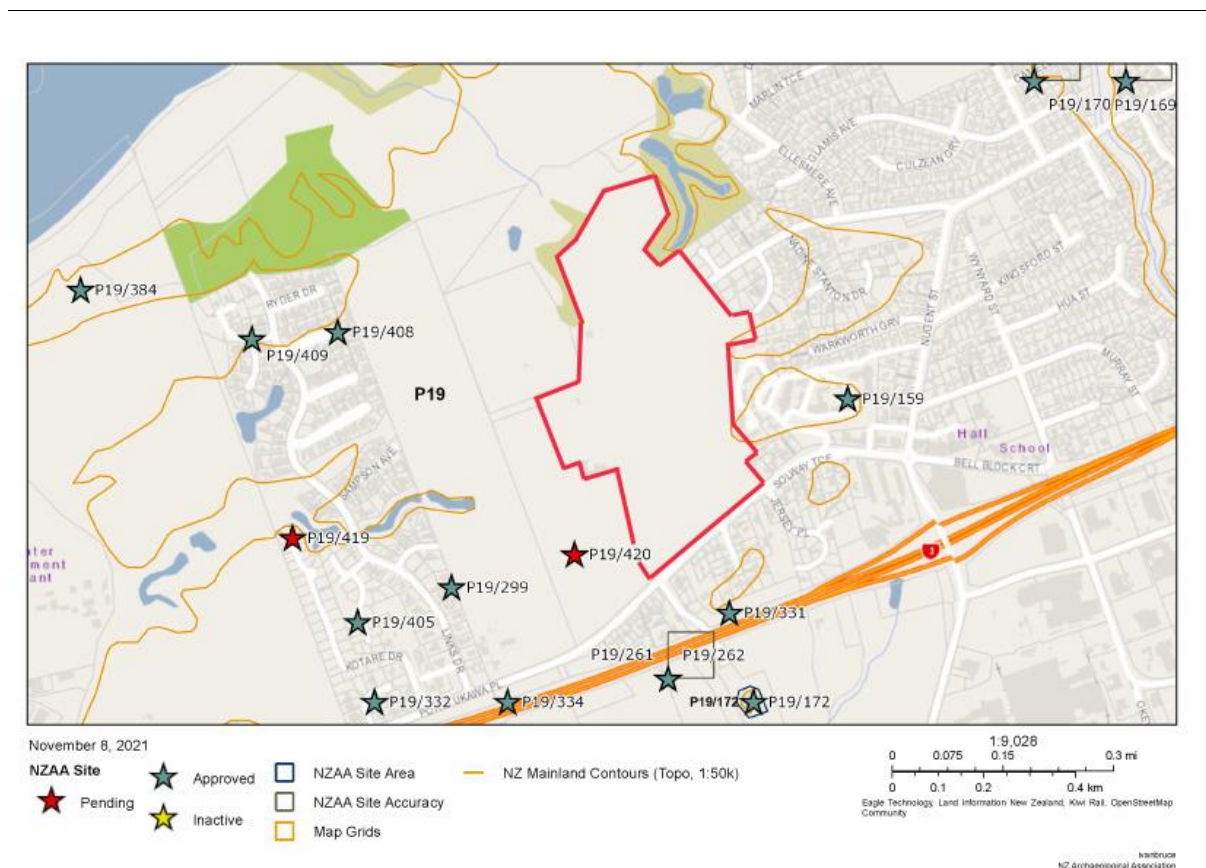 P19/170
P19/169
MARLIN TCE
GLAMIS AVE
ELLESMERE AVE
CULZEAN DRY
P19/384
RYDER DR
P19/408
P19/409
NADINE STANTON DR
NUGENT ST
WYNYARD ST
KINGSFORD ST
HUA ST
WARKWORTH GRV
MURRAY ST
P19
P19/159
Hall
School
BELL BLOCK CRT
SOLWAY TCE
JERSEY PL
SAMPSON AVE
P19/419
P19/420
3
ater
ment
ant
P19/299
P19/405
LINKS DR
KOTARE DR
P19/331
P19/261
P19/262
P19/332
P19/334
P19/172
P19/172
OKE
November 8, 2021
NZAA Site
Pending
Approved
Inactive
NZAA Site Area
NZAA Site Accuracy
Map Grids
NZ Mainland Contours (Topo, 1:50k)
1:9,028
0 0.075 0.15 0.3 mi
0 0.1 0.2 0.4 km
Eagle Technology, Land Information New Zealand, Kiwi Rail, OpenStreetMap
Community
ivanbruce
NZ Archaeological Association